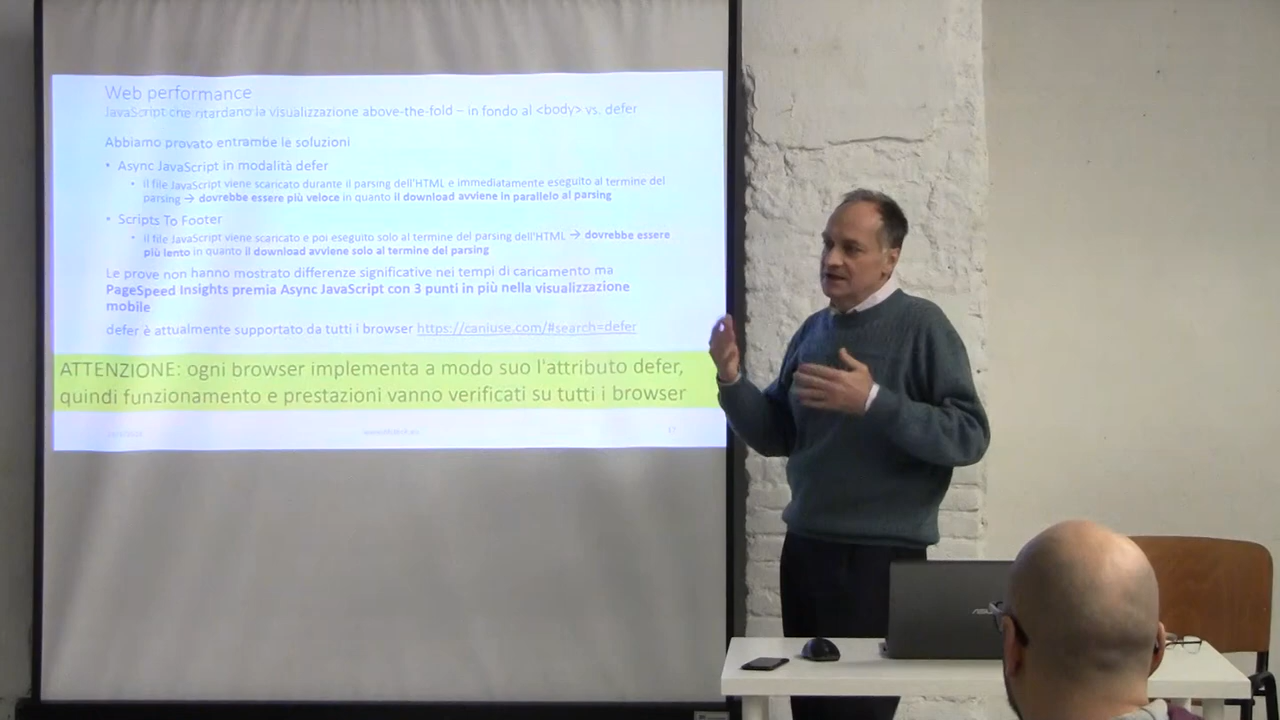 Web performance
JavaScript che ritardano la visualizzazione above-the-fold – in fondo al <body> vs. defer
Abbiamo provato entrambe le soluzioni
• Async JavaScript in modalità defer
• il file JavaScript viene scaricato durante il parsing dell'HTML e immediatamente eseguito al termine del
parsing → dovrebbe essere più veloce in quanto il download avviene in parallelo al parsing
• Scripts To Footer
• il file JavaScript viene scaricato e poi eseguito solo al termine del parsing dell'HTML → dovrebbe essere
più lento in quanto il download avviene solo al termine del parsing
Le prove non hanno mostrato differenze significative nei tempi di caricamento ma
PageSpeed Insights premia Async JavaScript con 3 punti in più nella visualizzazione
mobile
defer è attualmente supportato da tutti i browser https://caniuse.com/#search=defer
ATTENZIONE: ogni browser implementa a modo suo l'attributo defer,
quindi funzionamento e prestazioni vanno verificati su tutti i browser
17
ASUS